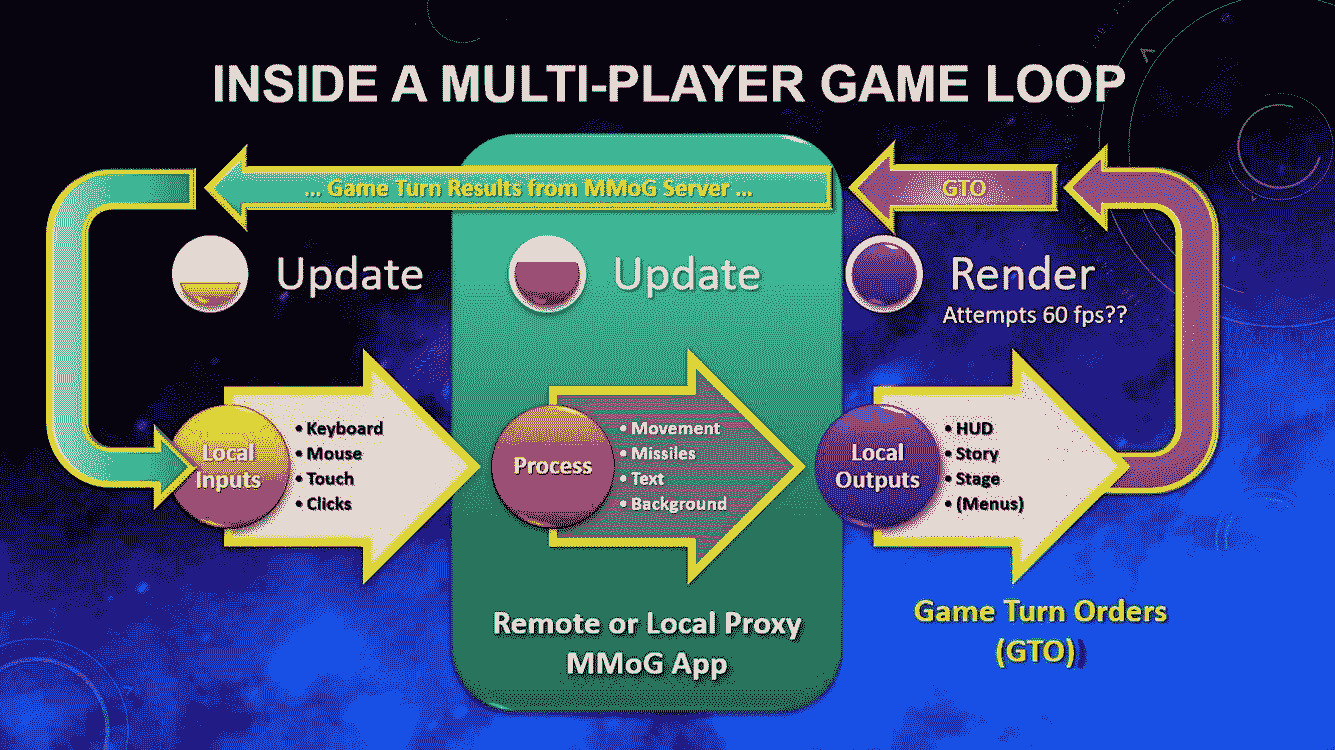 INSIDE A MULTI-PLAYER GAME LOOP
... Game Turn Results from MMoG Server ...
GTO
Update
Update
Render
Attempts 60 fps??
Local
Inputs
• Keyboard
• Mouse
• Touch
• Clicks
Process
• Movement
• Missiles
• Text
• Background
Local
Outputs
• HUD
• Story
• Stage
• (Menus)
Remote or Local Proxy
MMoG App
Game Turn Orders
(GTO)